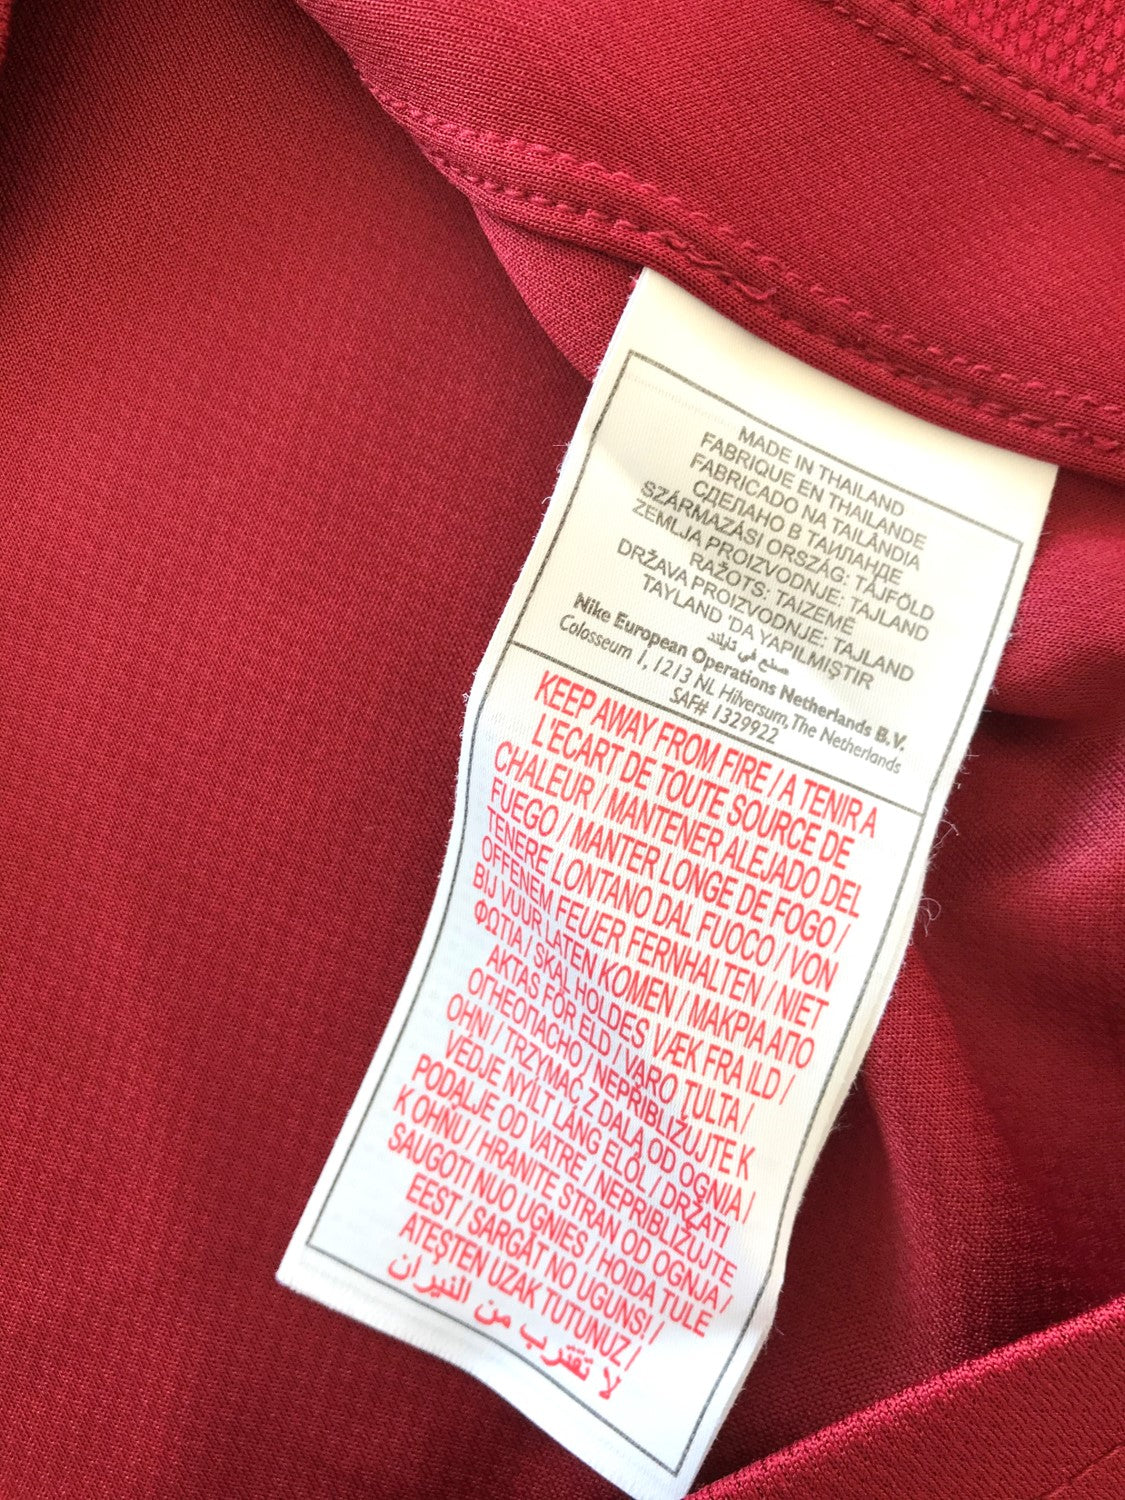 MADE IN THAILAND
FABRIQUE EN THAILANDE
FABRICADO NA TAILÂNDIA
СДЕЛАНО В ТАИЛАНДЕ
SZÁRMAZÁSI ORSZÁG: TÁJFÖLD
ZEMLJA PROIZVODNJE: TAJLAND
RAŽOTS: TAIZEMĒ
DRŽAVA PROIZVODNJE: TAJLAND
TAYLAND 'DA YAPILMIŞTIR
صنع في تايلند
Nike European Operations Netherlands B.V.
Colosseum 1, 1213 NL Hilversum, The Netherlands
SAF# 1329922
KEEP AWAY FROM FIRE / A TENIR A
L'ECART DE TOUTE SOURCE DE
CHALEUR / MANTENER ALEJADO DEL
FUEGO / MANTER LONGE DE FOGO /
TENERE LONTANO DAL FUOCO / VON
OFFENEM FEUER FERNHALTEN / NIET
BIJ VUUR LATEN KOMEN / ΜΑΚΡΙΑ ΑΠΟ
ΦΩΤΙΑ / SKAL HOLDES VÆK FRA ILD /
AKTAS FÖR ELD / VARO TULTA /
ОГНЕОПАСНО / NEPŘIBLIŽUJTE K
OHNI / TRZYMAĆ Z DALA OD OGNIA /
VÉDJE NYÍLT LÁNG ELŐL / DRŽATI
PODALJE OD VATRE / NEPRIBLIŽUJTE
K OHŇU / HRANITE STRAN OD OGNJA /
SAUGOTI NUO UGNIES / HOIDA TULE
EEST / SARGĀT NO UGUNS! /
ATEŞTEN UZAK TUTUNUZ /
لا تقترب من النيران